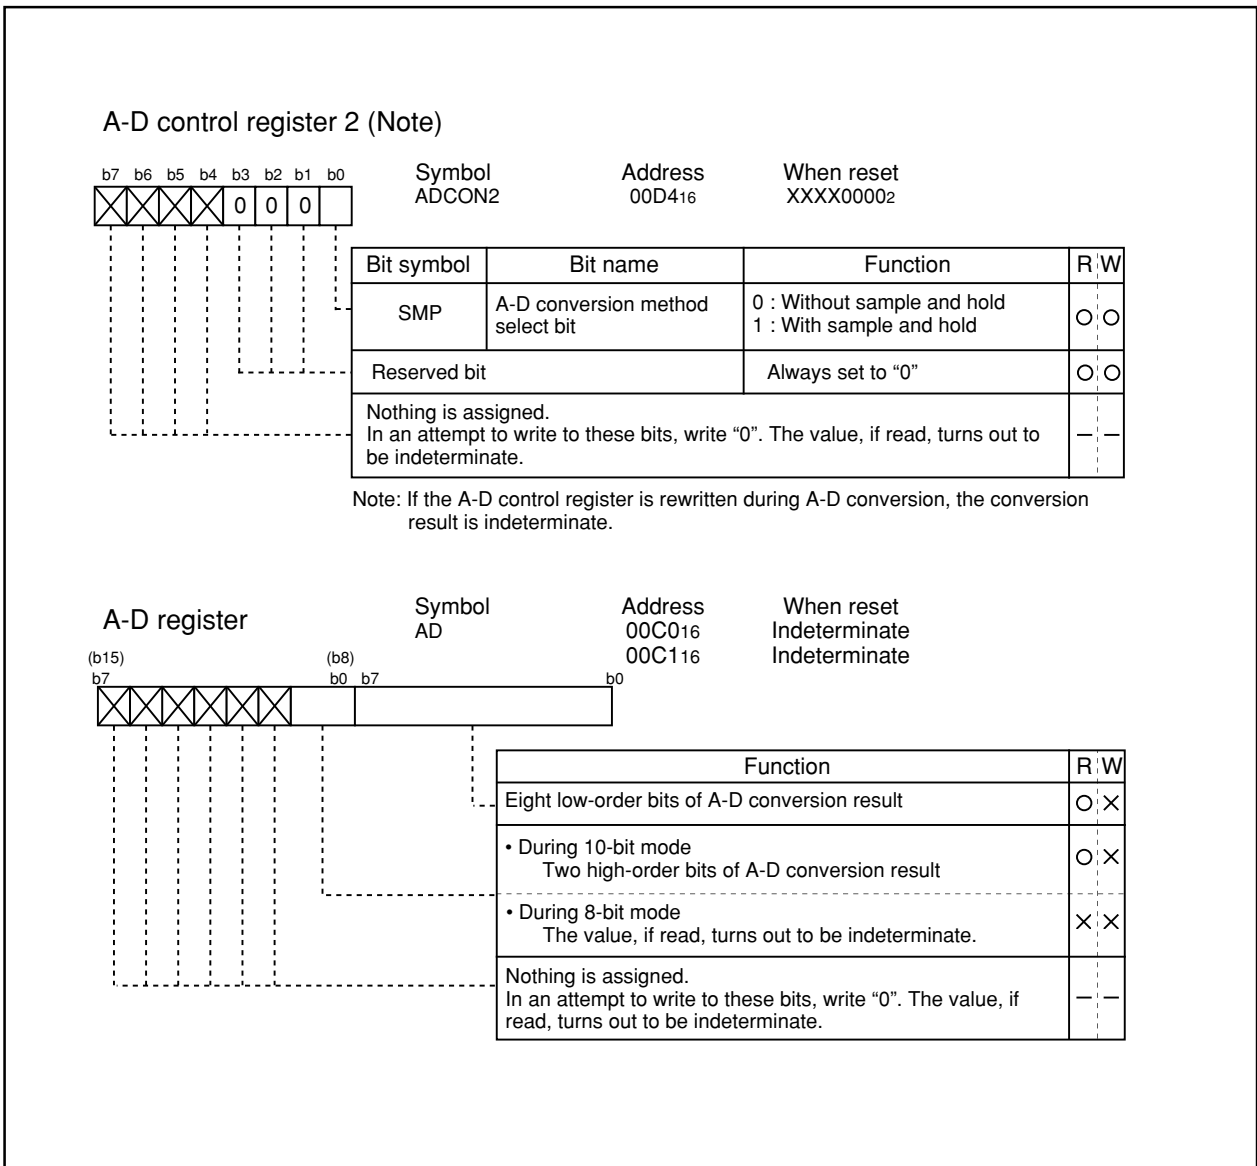 A-D control register 2 (Note)
Symbol Address When reset
ADCON2 00D416 XXXX00002
b7 b6 b5 b4 b3 b2 b1 b0
0 0 0
Bit symbol Bit name Function R W
SMP A-D conversion method select bit 0 : Without sample and hold
1 : With sample and hold
Reserved bit Always set to “0”
Nothing is assigned.
In an attempt to write to these bits, write “0”. The value, if read, turns out to
be indeterminate.
Note: If the A-D control register is rewritten during A-D conversion, the conversion
result is indeterminate.
A-D register
Symbol Address When reset
AD 00C016 Indeterminate
00C116 Indeterminate
(b15) (b8)
b7 b0 b7 b0
Function R W
Eight low-order bits of A-D conversion result
• During 10-bit mode
Two high-order bits of A-D conversion result
• During 8-bit mode
The value, if read, turns out to be indeterminate.
Nothing is assigned.
In an attempt to write to these bits, write “0”. The value, if
read, turns out to be indeterminate.